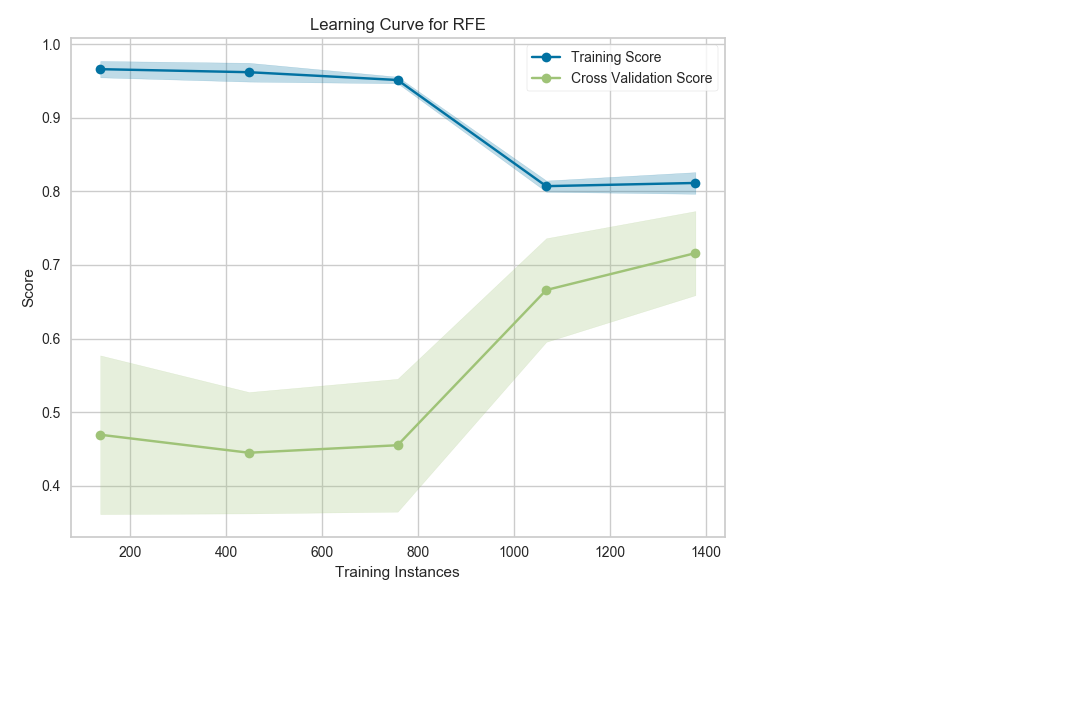 Learning Curve for RFE
Training Score
Cross Validation Score
1.0
0.9
0.8
0.7
0.6
0.5
0.4
Score
200 400 600 800 1000 1200 1400
Training Instances